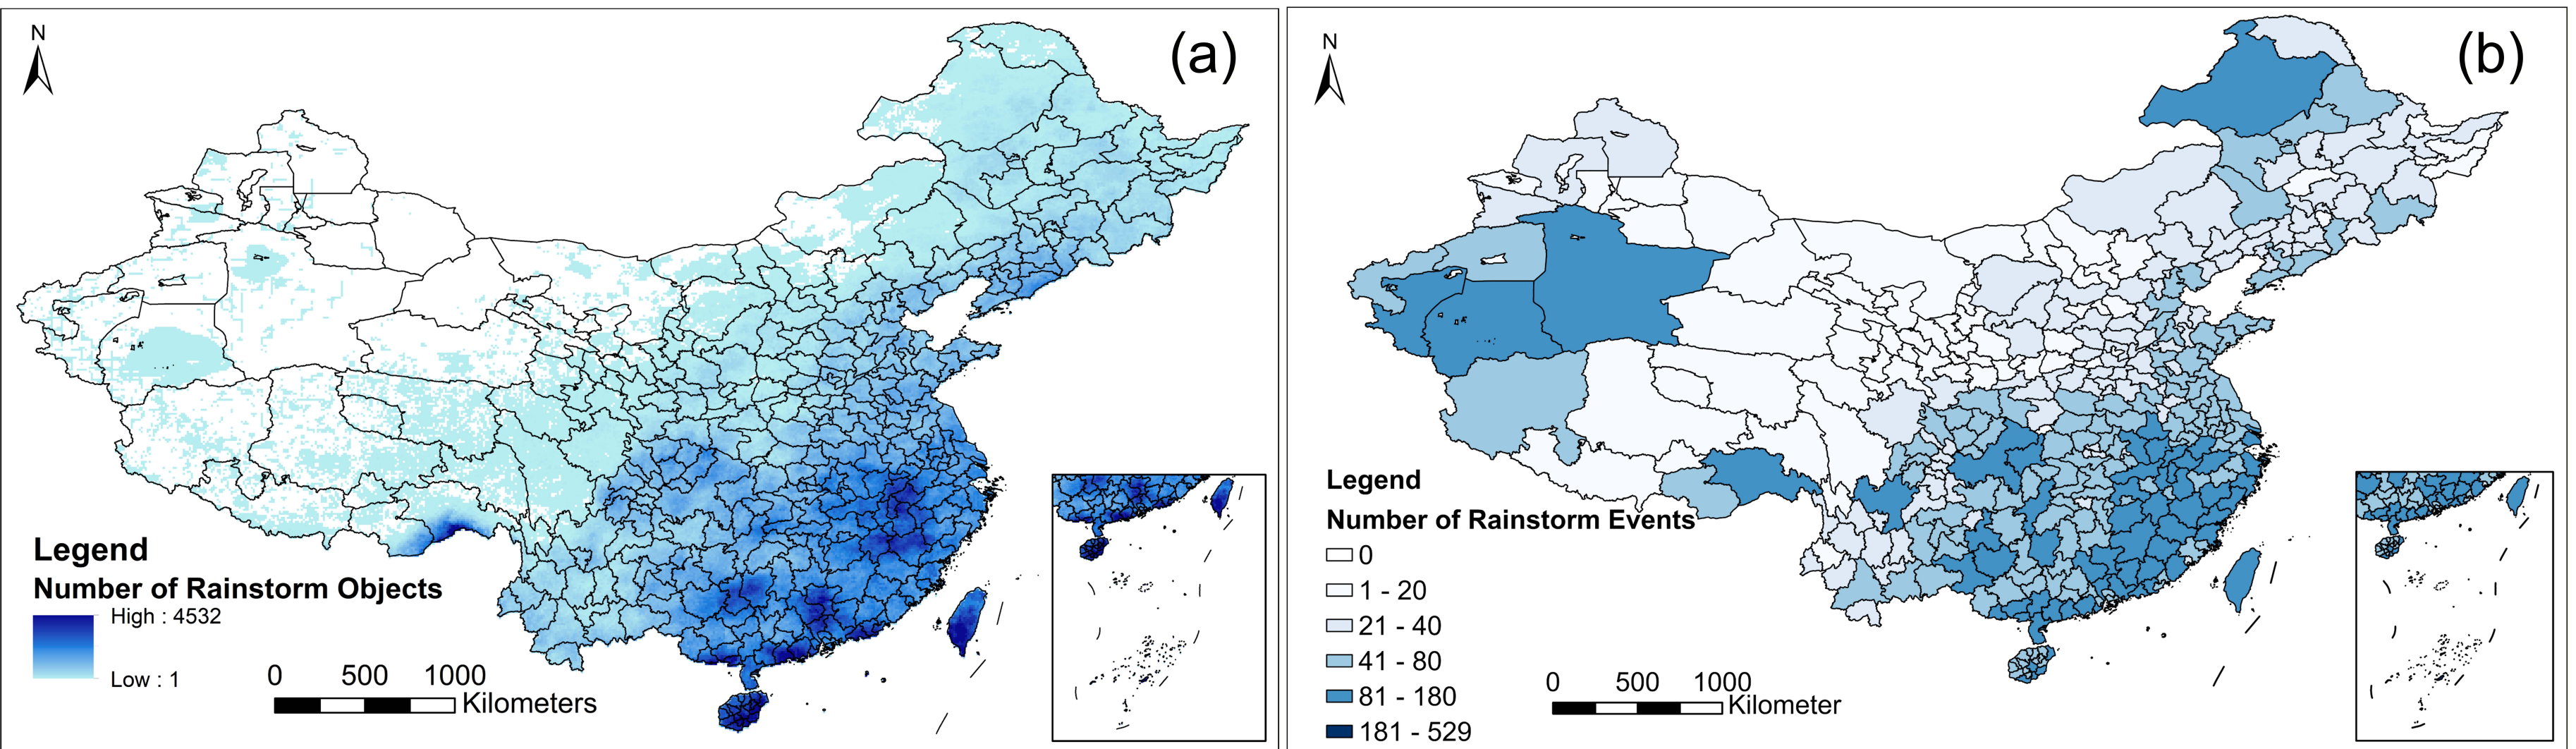 N
(a)
Legend
Number of Rainstorm Objects
High : 4532
Low : 1
0 500 1000
Kilometers
N
(b)
Legend
Number of Rainstorm Events
0
1 - 20
21 - 40
41 - 80
81 - 180
181 - 529
0 500 1000
Kilometer